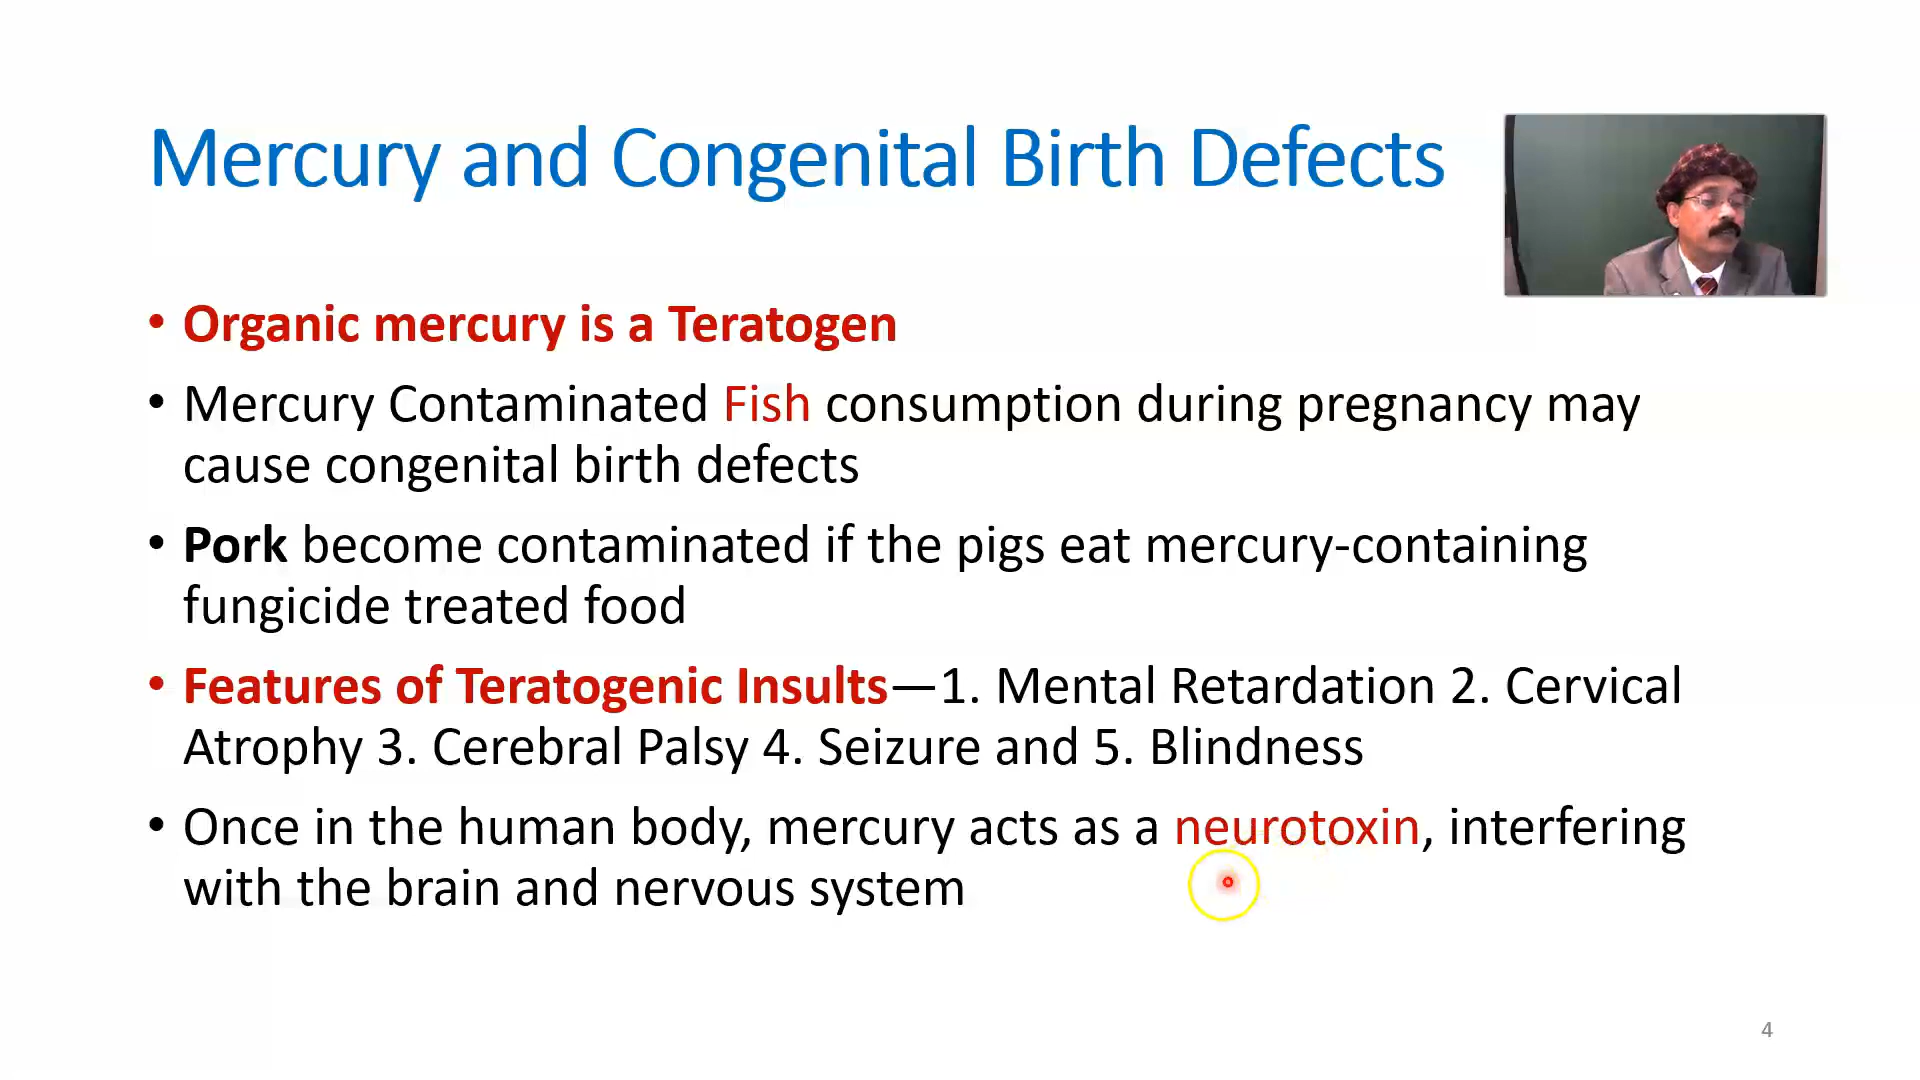 Mercury and Congenital Birth Defects
• Organic mercury is a Teratogen
• Mercury Contaminated Fish consumption during pregnancy may
cause congenital birth defects
• Pork become contaminated if the pigs eat mercury-containing
fungicide treated food
• Features of Teratogenic Insults—1. Mental Retardation 2. Cervical
Atrophy 3. Cerebral Palsy 4. Seizure and 5. Blindness
• Once in the human body, mercury acts as a neurotoxin, interfering
with the brain and nervous system
4